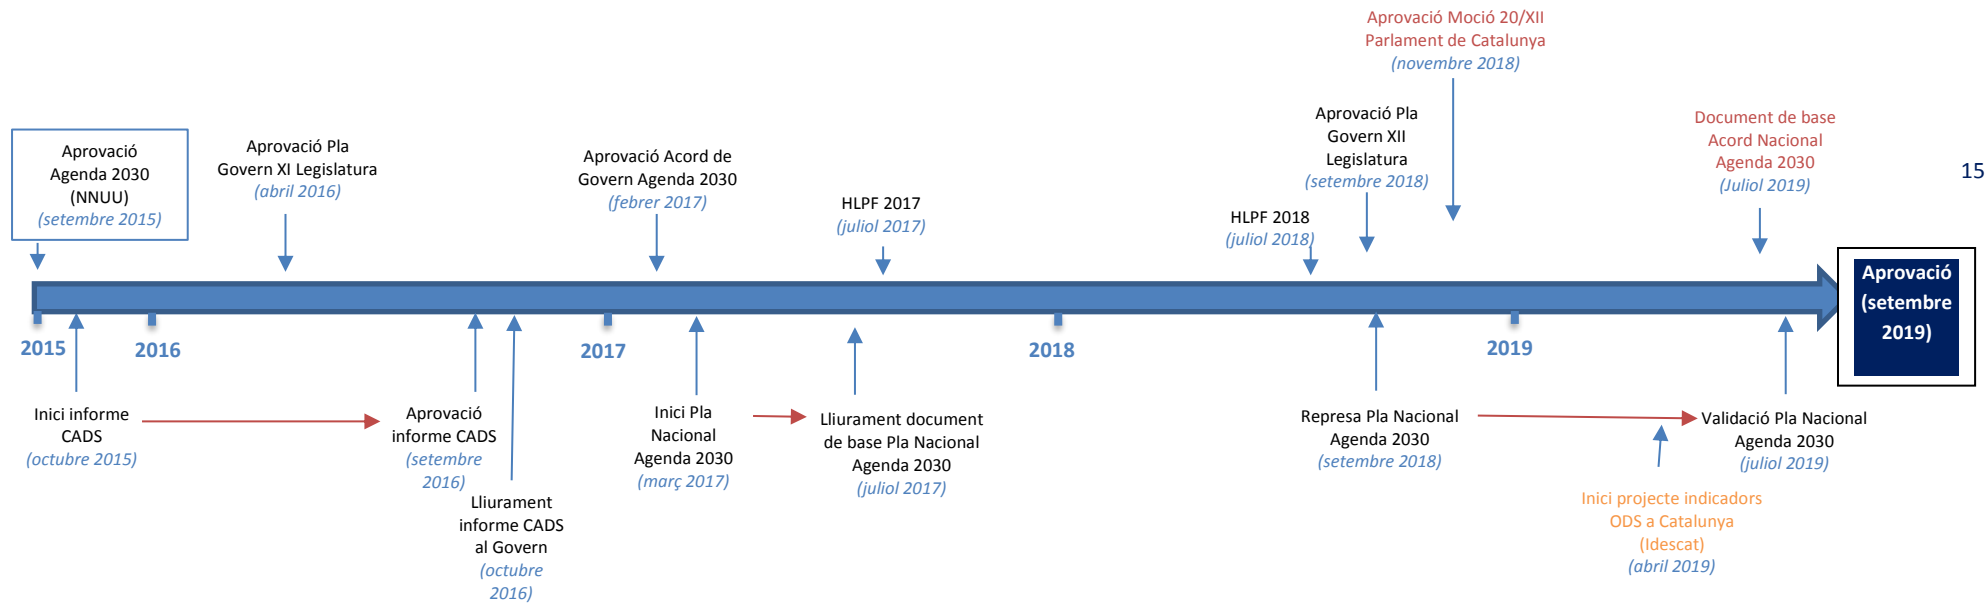 Aprovació Moció 20/XII
Parlament de Catalunya
(novembre 2018)
Aprovació
Agenda 2030
(NNUU)
(setembre 2015)
Aprovació Pla
Govern XI Legislatura
(abril 2016)
Aprovació Acord de
Govern Agenda 2030
(febrer 2017)
HLPF 2017
(juliol 2017)
HLPF 2018
(juliol 2018)
Aprovació Pla
Govern XII
Legislatura
(setembre 2018)
Document de base
Acord Nacional
Agenda 2030
(Juliol 2019)
15
Aprovació
(setembre
2019)
2015
2016
2017
2018
2019
Inici informe
CADS
(octubre 2015)
Aprovació
informe CADS
(setembre
2016)
Lliurament
informe CADS
al Govern
(octubre
2016)
Inici Pla
Nacional
Agenda 2030
(març 2017)
Lliurament document
de base Pla Nacional
Agenda 2030
(juliol 2017)
Represa Pla Nacional
Agenda 2030
(setembre 2018)
Validació Pla Nacional
Agenda 2030
(juliol 2019)
Inici projecte indicadors
ODS a Catalunya
(Idescat)
(abril 2019)